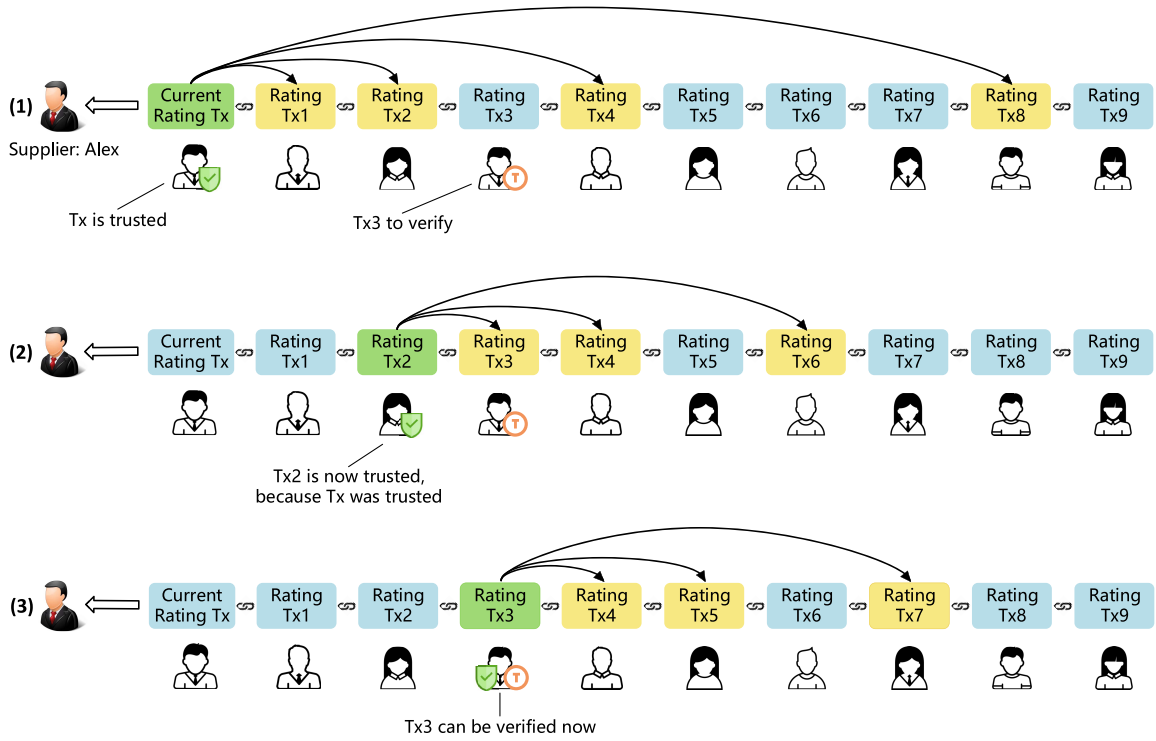 (1)
Current Rating Rating Rating Rating Rating Rating Rating Rating Rating
Rating Tx Tx1 Tx2 Tx3 Tx4 Tx5 Tx6 Tx7 Tx8 Tx9
Supplier: Alex
T
Tx is trusted
Tx3 to verify
(2)
Current Rating Rating Rating Rating Rating Rating Rating Rating Rating
Rating Tx Tx1 Tx2 Tx3 Tx4 Tx5 Tx6 Tx7 Tx8 Tx9
T
Tx2 is now trusted,
because Tx was trusted
(3)
Current Rating Rating Rating Rating Rating Rating Rating Rating Rating
Rating Tx Tx1 Tx2 Tx3 Tx4 Tx5 Tx6 Tx7 Tx8 Tx9
T
Tx3 can be verified now